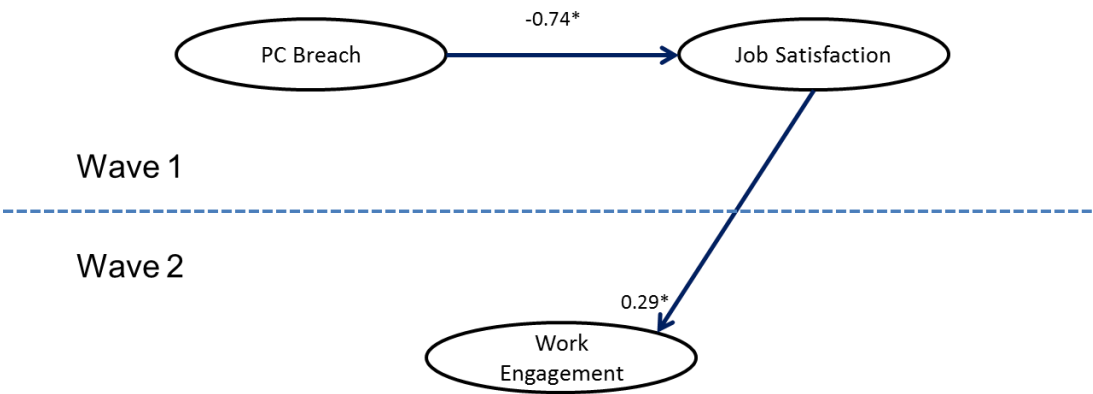 -0.74*
PC Breach
Job Satisfaction
Wave 1
Wave 2
0.29*
Work
Engagement